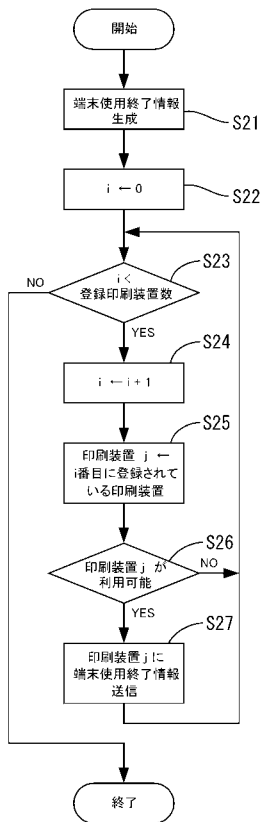 開始
端末使用終了情報
生成
S21
i ← 0
S22
i <
登録印刷装置数
S23
NO
YES
S24
i ← i + 1
S25
印刷装置 j ←
i番目に登録されて
いる印刷装置
S26
印刷装置 j が
利用可能
NO
YES
S27
印刷装置 j に
端末使用終了情報
送信
終了